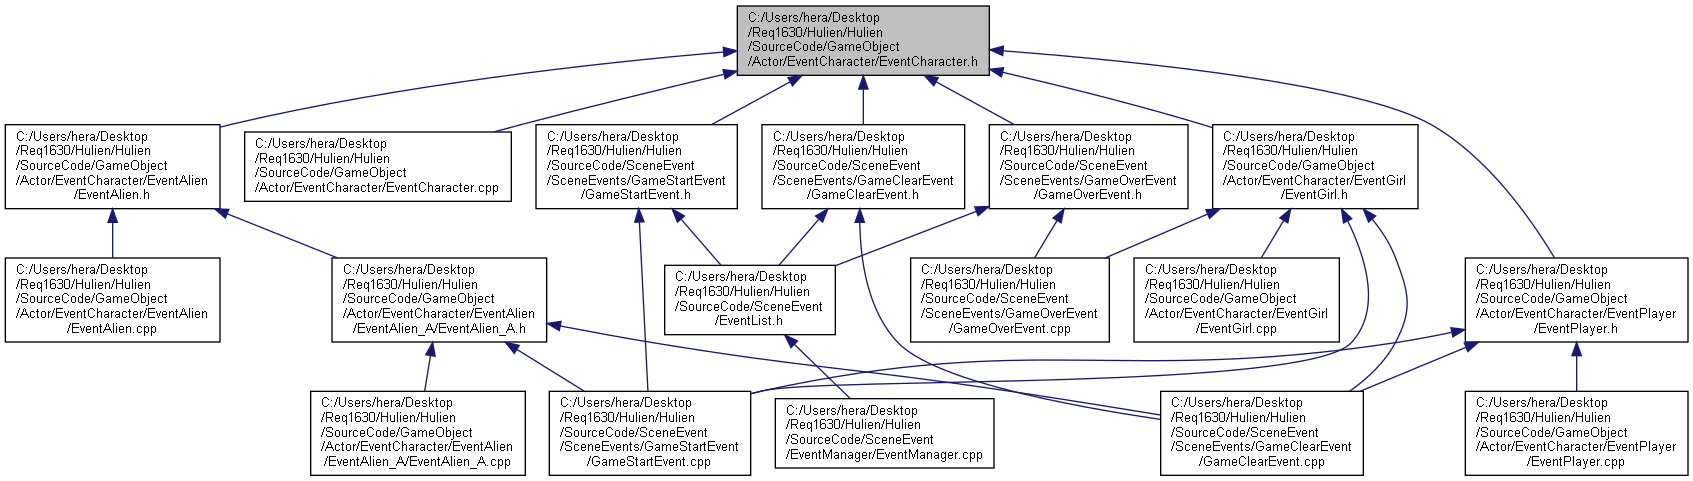 C:/Users/hera/Desktop
/Req1630/Hulien/Hulien
/SourceCode/GameObject
/Actor/EventCharacter/EventCharacter.h
C:/Users/hera/Desktop
/Req1630/Hulien/Hulien
/SourceCode/GameObject
/Actor/EventCharacter/EventAlien
/EventAlien.h
C:/Users/hera/Desktop
/Req1630/Hulien/Hulien
/SourceCode/GameObject
/Actor/EventCharacter/EventCharacter.cpp
C:/Users/hera/Desktop
/Req1630/Hulien/Hulien
/SourceCode/SceneEvent
/SceneEvents/GameStartEvent
/GameStartEvent.h
C:/Users/hera/Desktop
/Req1630/Hulien/Hulien
/SourceCode/SceneEvent
/SceneEvents/GameClearEvent
/GameClearEvent.h
C:/Users/hera/Desktop
/Req1630/Hulien/Hulien
/SourceCode/SceneEvent
/SceneEvents/GameOverEvent
/GameOverEvent.h
C:/Users/hera/Desktop
/Req1630/Hulien/Hulien
/SourceCode/GameObject
/Actor/EventCharacter/EventGirl
/EventGirl.h
C:/Users/hera/Desktop
/Req1630/Hulien/Hulien
/SourceCode/GameObject
/Actor/EventCharacter/EventAlien
/EventAlien.cpp
C:/Users/hera/Desktop
/Req1630/Hulien/Hulien
/SourceCode/GameObject
/Actor/EventCharacter/EventAlien
/EventAlien_A/EventAlien_A.h
C:/Users/hera/Desktop
/Req1630/Hulien/Hulien
/SourceCode/SceneEvent
/EventList.h
C:/Users/hera/Desktop
/Req1630/Hulien/Hulien
/SourceCode/SceneEvent
/SceneEvents/GameOverEvent
/GameOverEvent.cpp
C:/Users/hera/Desktop
/Req1630/Hulien/Hulien
/SourceCode/GameObject
/Actor/EventCharacter/EventGirl
/EventGirl.cpp
C:/Users/hera/Desktop
/Req1630/Hulien/Hulien
/SourceCode/GameObject
/Actor/EventCharacter/EventPlayer
/EventPlayer.h
C:/Users/hera/Desktop
/Req1630/Hulien/Hulien
/SourceCode/GameObject
/Actor/EventCharacter/EventAlien
/EventAlien_A/EventAlien_A.cpp
C:/Users/hera/Desktop
/Req1630/Hulien/Hulien
/SourceCode/SceneEvent
/SceneEvents/GameStartEvent
/GameStartEvent.cpp
C:/Users/hera/Desktop
/Req1630/Hulien/Hulien
/SourceCode/SceneEvent
/EventManager/EventManager.cpp
C:/Users/hera/Desktop
/Req1630/Hulien/Hulien
/SourceCode/SceneEvent
/SceneEvents/GameClearEvent
/GameClearEvent.cpp
C:/Users/hera/Desktop
/Req1630/Hulien/Hulien
/SourceCode/GameObject
/Actor/EventCharacter/EventPlayer
/EventPlayer.cpp